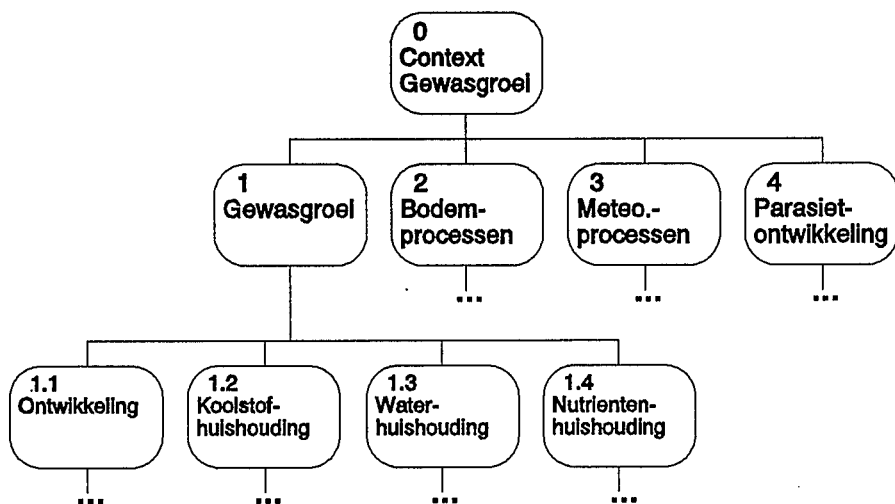 0
Context
Gewasgroei
1
Gewasgroei
2
Bodem-
processen
3
Meteo.-
processen
4
Parasiet-
ontwikkeling
...
...
...
1.1
Ontwikkeling
1.2
Koolstof-
huishouding
1.3
Water-
huishouding
1.4
Nutrienten-
huishouding
...
...
...
...